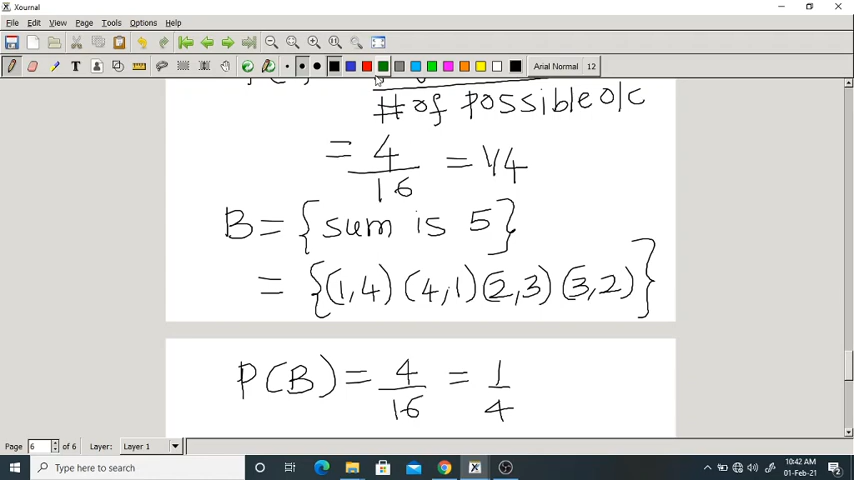 Xournal
File Edit View Page Tools Options Help
T Arial Normal 12
# of possible o/c
= 4/16 = 1/4
B = {sum is 5}
= {(1,4) (4,1) (2,3) (3,2)}
P(B) = 4/16 = 1/4
Page 6 of 6 Layer: Layer 1
Type here to search
10:42 AM
01-Feb-21